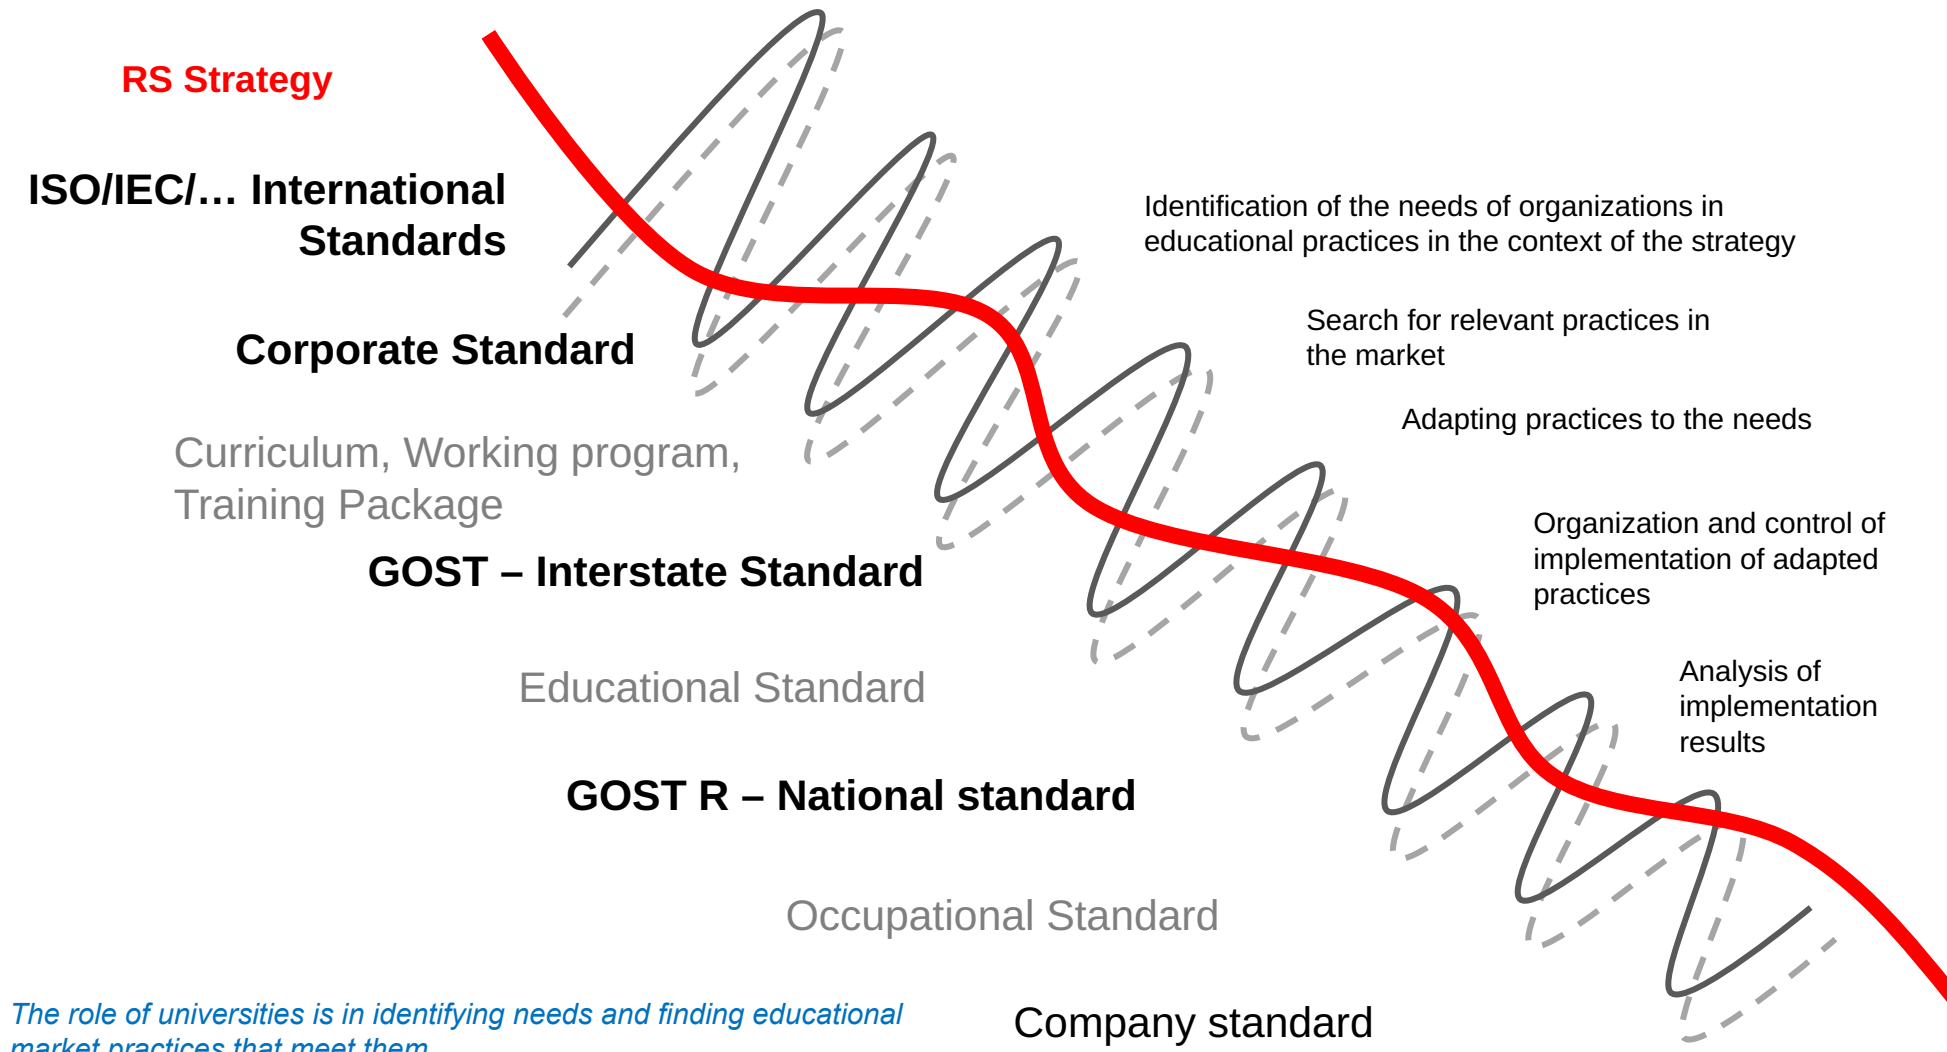 RS Strategy
ISO/IEC/… International
Standards
Identification of the needs of organizations in
educational practices in the context of the strategy
Corporate Standard
Search for relevant practices in
the market
Adapting practices to the needs
Curriculum, Working program,
Training Package
Organization and control of
implementation of adapted
practices
GOST – Interstate Standard
Educational Standard
Analysis of
implementation
results
GOST R – National standard
Occupational Standard
The role of universities is in identifying needs and finding educational
market practices that meet them
Company standard